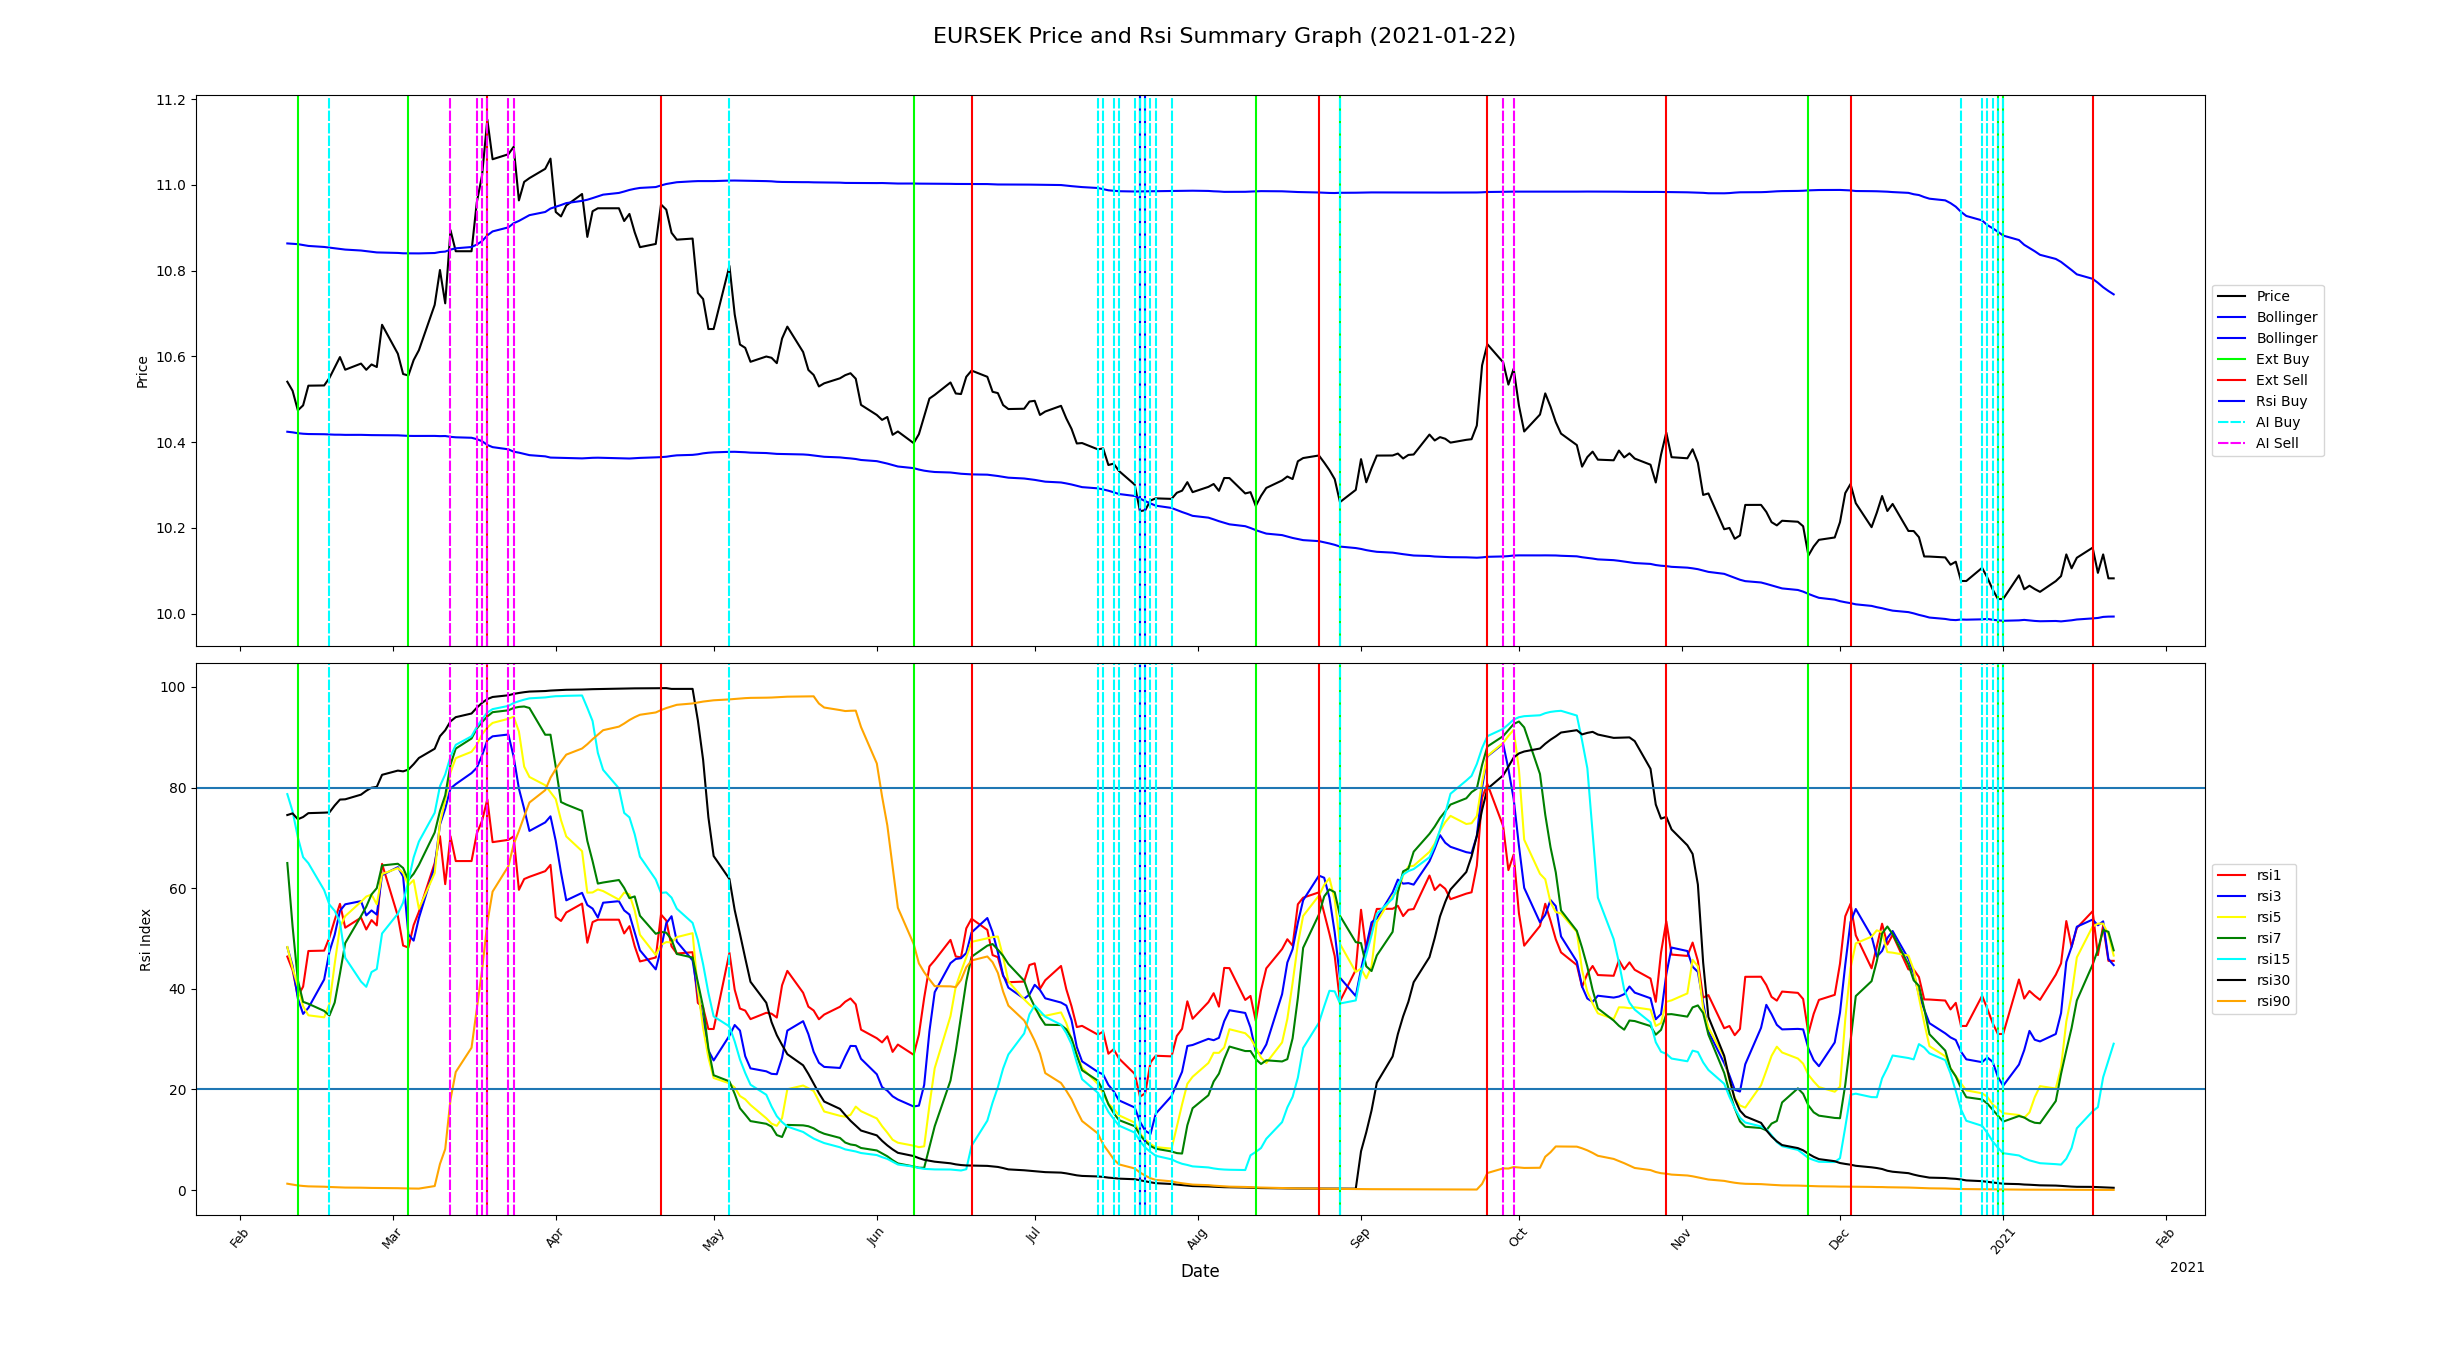 EURSEK Price and Rsi Summary Graph (2021-01-22)
11.2
11.0
10.8
10.6
10.4
10.2
10.0
Price
Price
Bollinger
Bollinger
Ext Buy
Ext Sell
Rsi Buy
AI Buy
AI Sell
100
80
60
40
20
0
Rsi Index
rsi1
rsi3
rsi5
rsi7
rsi15
rsi30
rsi90
Feb Mar Apr May Jun Jul Aug Sep Oct Nov Dec 2021 Feb
Date
2021